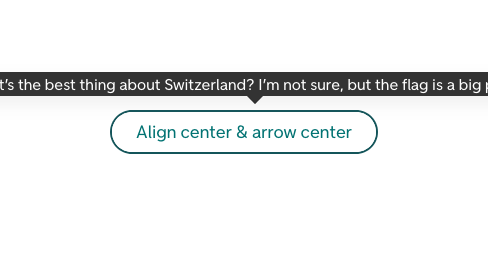 t's the best thing about Switzerland? I'm not sure, but the flag is a big
Align center & arrow center